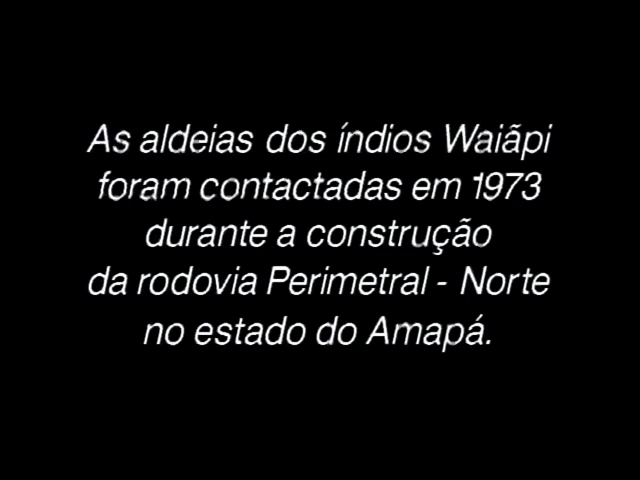 As aldeias dos índios Waiãpi
foram contactadas em 1973
durante a construção
da rodovia Perimetral - Norte
no estado do Amapá.